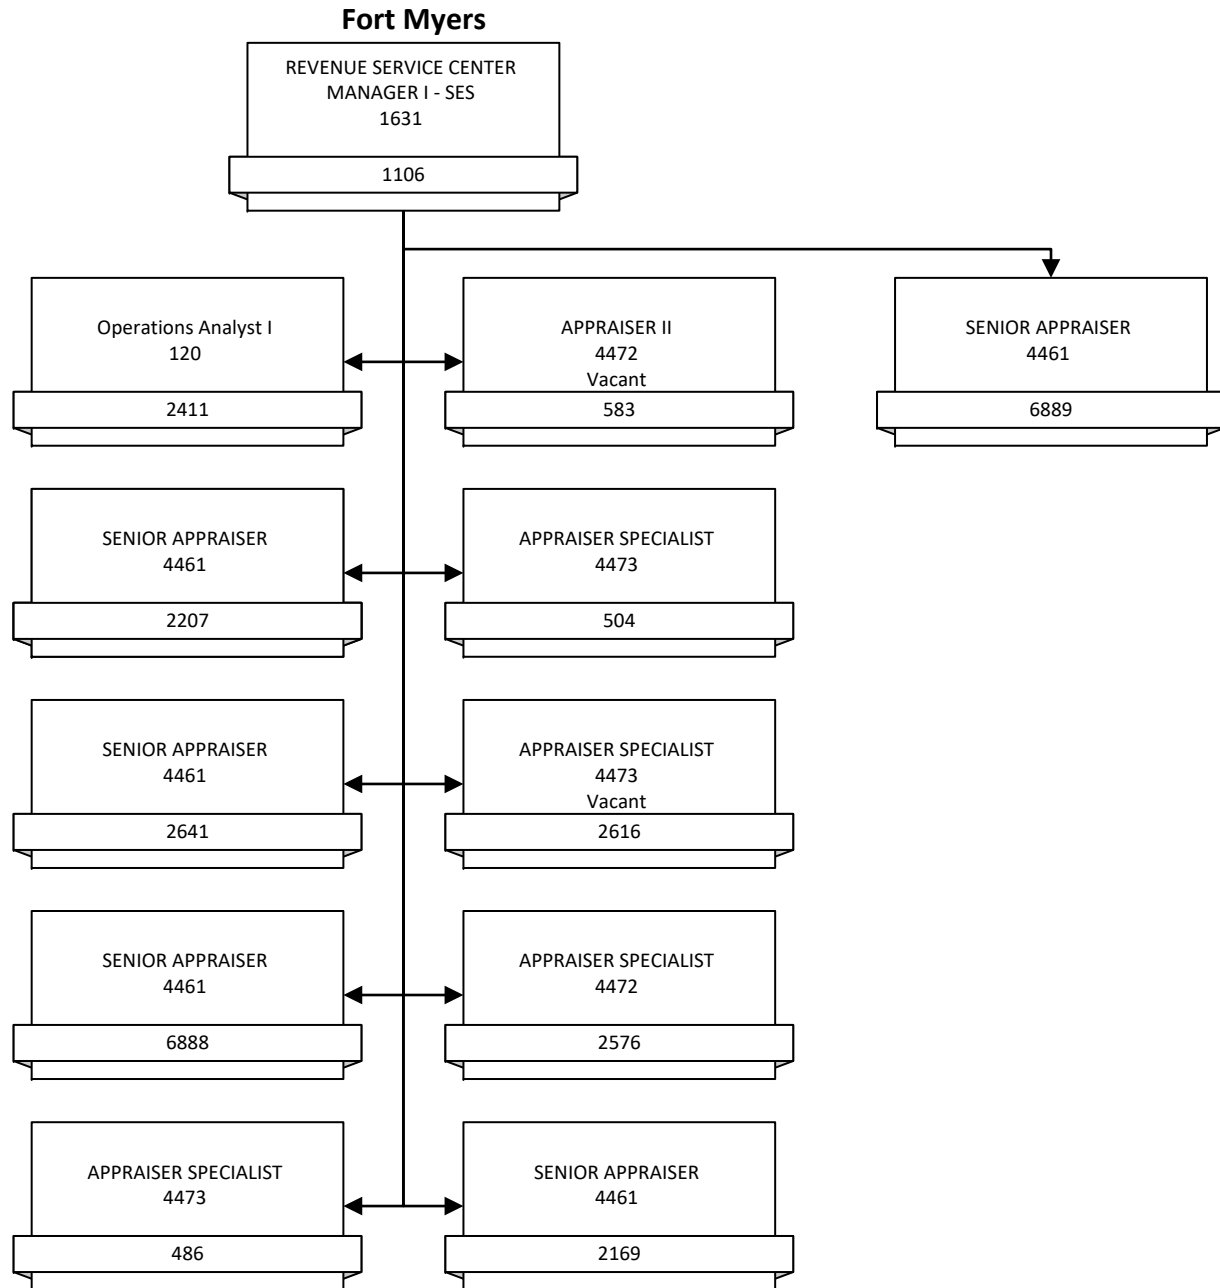 Fort Myers
REVENUE SERVICE CENTER
MANAGER I - SES
1631
1106
Operations Analyst I
120
2411
APPRAISER II
4472
Vacant
583
SENIOR APPRAISER
4461
6889
SENIOR APPRAISER
4461
2207
APPRAISER SPECIALIST
4473
504
SENIOR APPRAISER
4461
2641
APPRAISER SPECIALIST
4473
Vacant
2616
SENIOR APPRAISER
4461
6888
APPRAISER SPECIALIST
4472
2576
APPRAISER SPECIALIST
4473
486
SENIOR APPRAISER
4461
2169